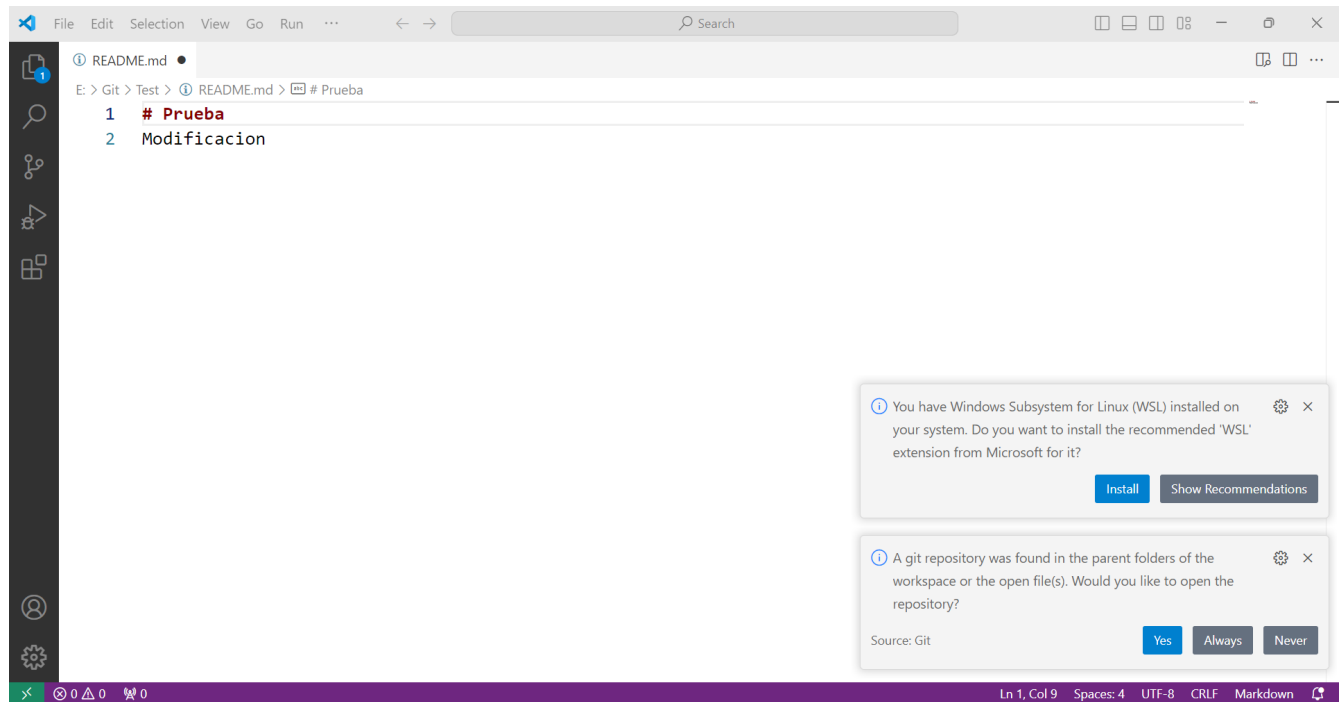 File Edit Selection View Go Run ··· Search
README.md
E: > Git > Test > README.md > # Prueba
1 # Prueba
2 Modificacion
You have Windows Subsystem for Linux (WSL) installed on
your system. Do you want to install the recommended 'WSL'
extension from Microsoft for it?
Install Show Recommendations
A git repository was found in the parent folders of the
workspace or the open file(s). Would you like to open the
repository?
Source: Git Yes Always Never
0 0 0 Ln 1, Col 9 Spaces: 4 UTF-8 CRLF Markdown
1